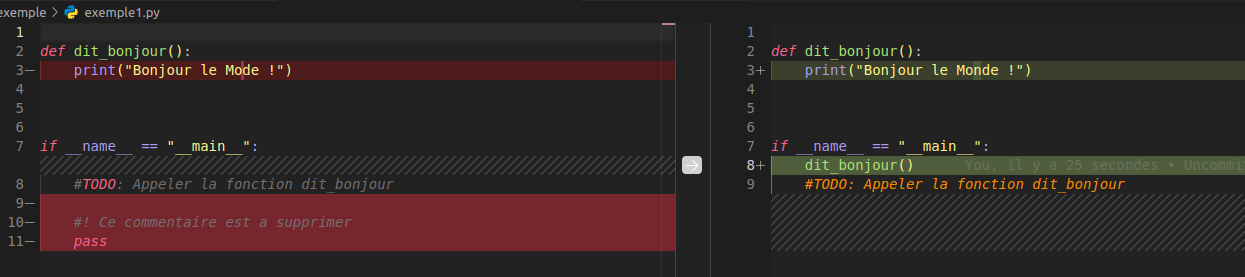 exemple > exemple1.py
1
2 def dit_bonjour():
3— print("Bonjour le Mode !")
4
5
6
7 if __name__ == "__main__":
8 #TODO: Appeler la fonction dit_bonjour
9—
10— #! Ce commentaire est a supprimer
11— pass
1
2 def dit_bonjour():
3+ print("Bonjour le Monde !")
4
5
6
7 if __name__ == "__main__":
8+ dit_bonjour() You, il y a 25 secondes • Uncommi
9 #TODO: Appeler la fonction dit_bonjour